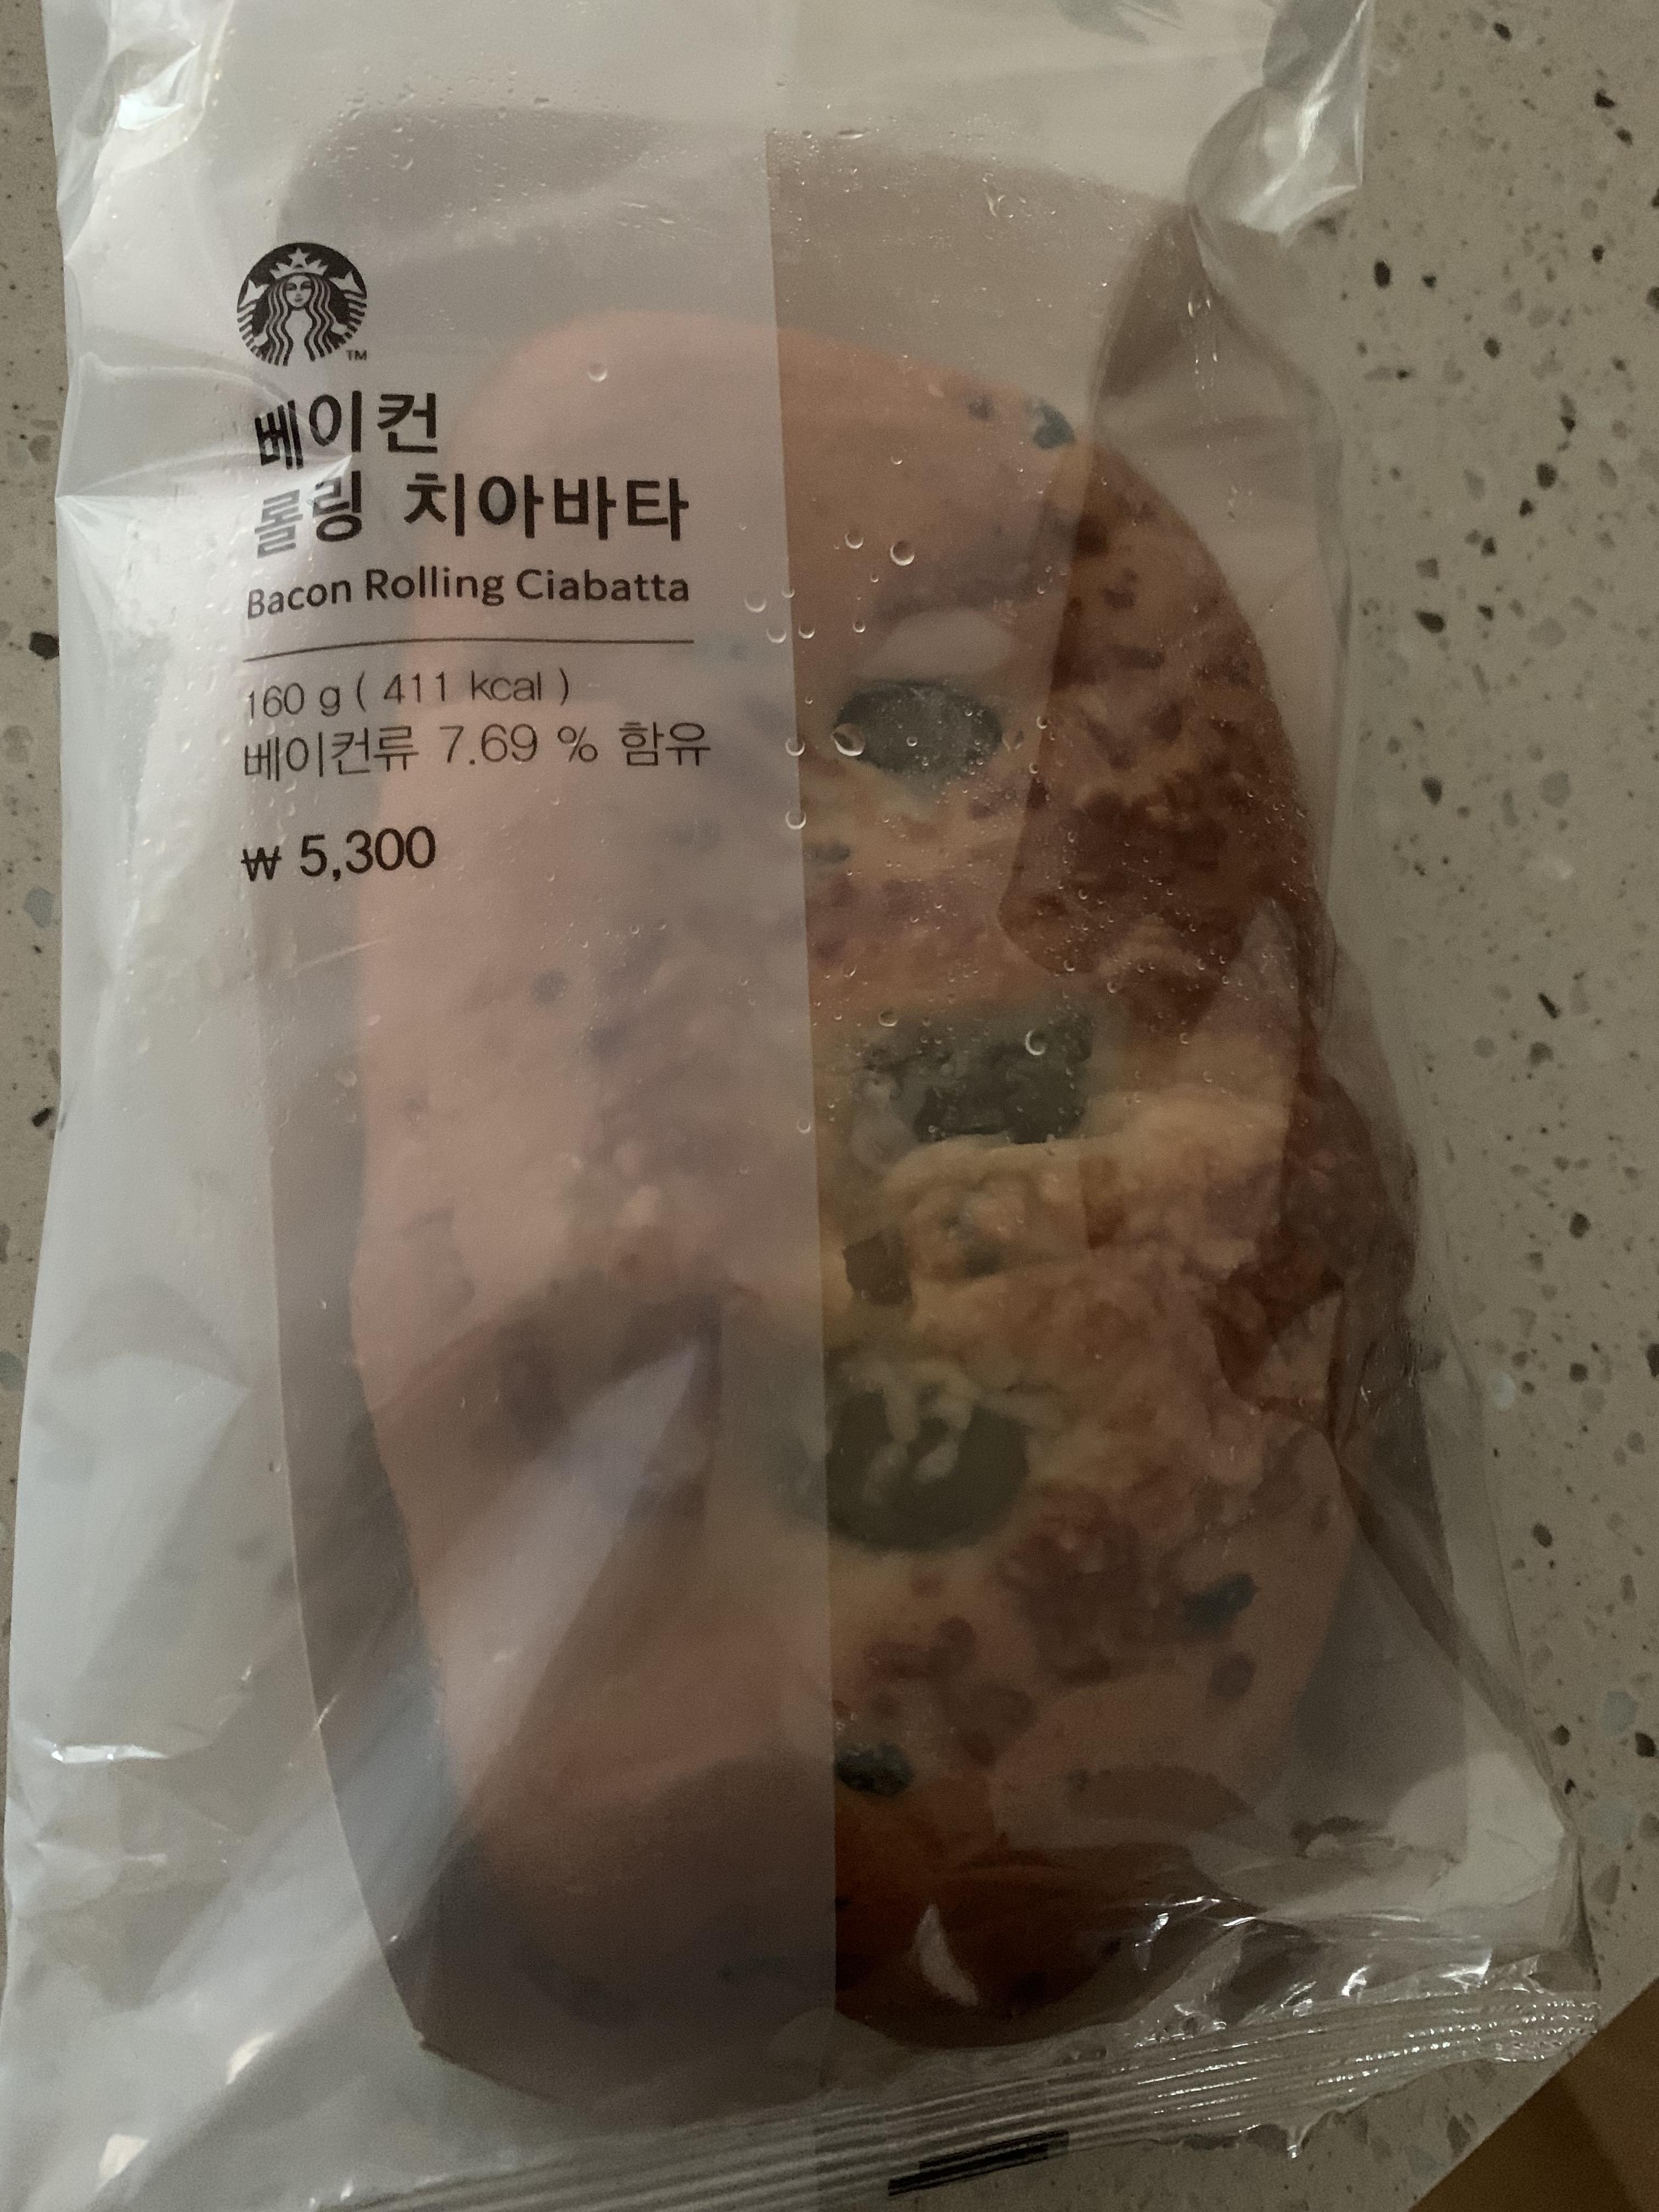 TM
베이컨
롤링 치아바타
Bacon Rolling Ciabatta
160 g ( 411 kcal )
베이컨류 7.69 % 함유
₩ 5,300